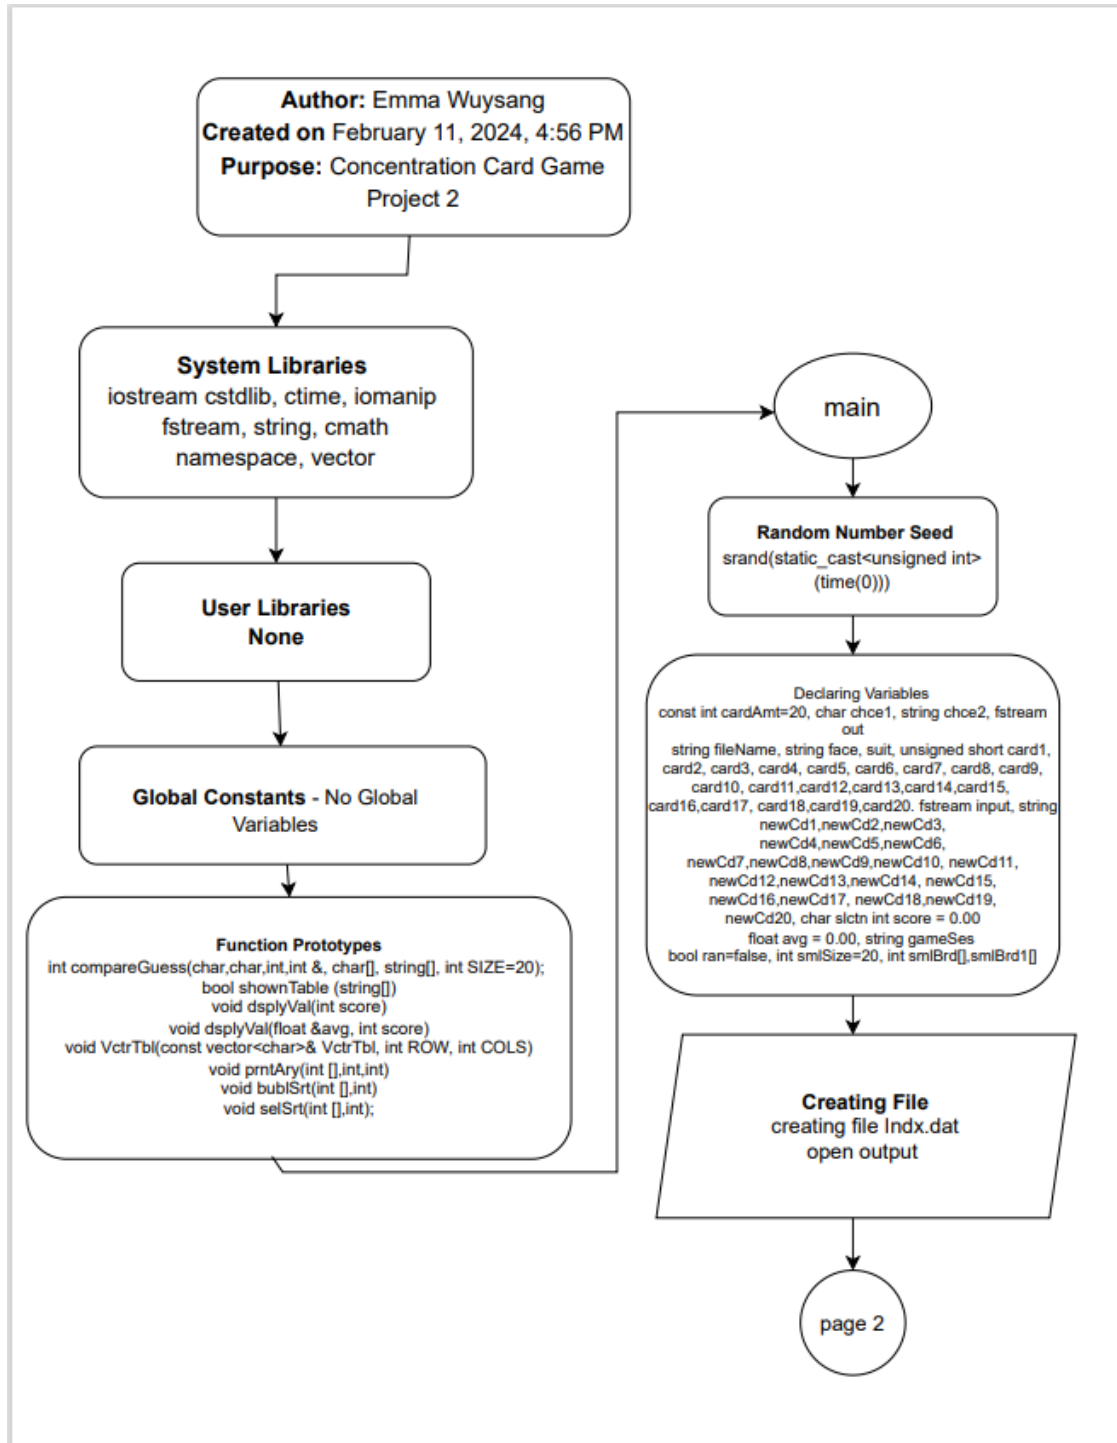 Author: Emma Wuysang
Created on February 11, 2024, 4:56 PM
Purpose: Concentration Card Game
Project 2
System Libraries
iostream cstdlib, ctime, iomanip
fstream, string, cmath
namespace, vector
User Libraries
None
Global Constants - No Global
Variables
Function Prototypes
int compareGuess(char,char,int,int &, char[], string[], int SIZE=20);
bool shownTable (string[])
void dsplyVal(int score)
void dsplyVal(float &avg, int score)
void VctrTbl(const vector<char>& VctrTbl, int ROW, int COLS)
void prntAry(int [],int,int)
void bublSrt(int [],int)
void selSrt(int [],int);
main
Random Number Seed
srand(static_cast<unsigned int>
(time(0)))
Declaring Variables
const int cardAmt=20, char chce1, string chce2, fstream
out
string fileName, string face, suit, unsigned short card1,
card2, card3, card4, card5, card6, card7, card8, card9,
card10, card11,card12,card13,card14,card15,
card16,card17, card18,card19,card20. fstream input, string
newCd1,newCd2,newCd3,
newCd4,newCd5,newCd6,
newCd7,newCd8,newCd9,newCd10, newCd11,
newCd12,newCd13,newCd14, newCd15,
newCd16,newCd17, newCd18,newCd19,
newCd20, char slctn int score = 0.00
float avg = 0.00, string gameSes
bool ran=false, int smlSize=20, int smlBrd[],smlBrd1[]
Creating File
creating file Indx.dat
open output
page 2